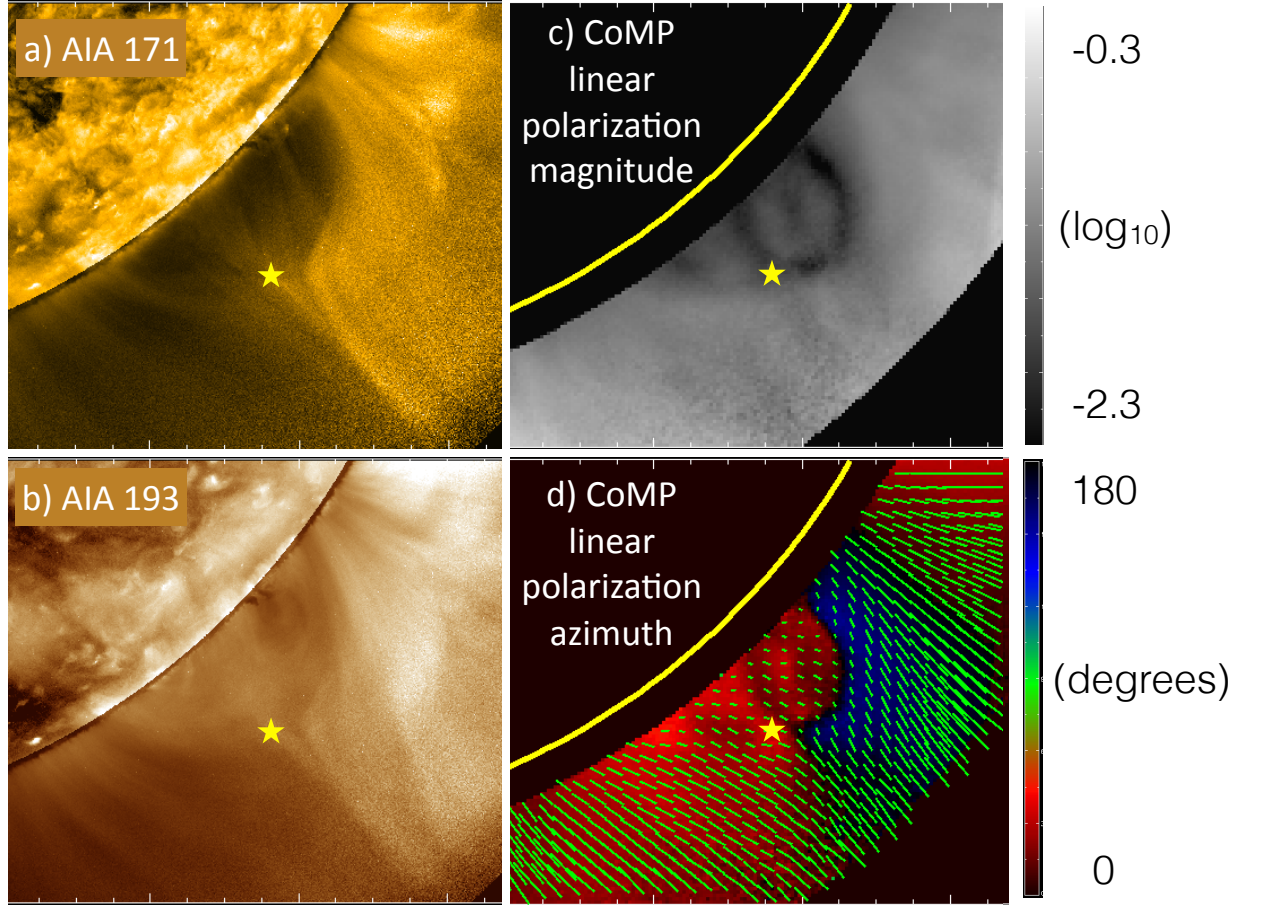 a) AIA 171
c) CoMP
linear
polarization
magnitude
-0.3
(log10)
-2.3
b) AIA 193
d) CoMP
linear
polarization
azimuth
180
(degrees)
0